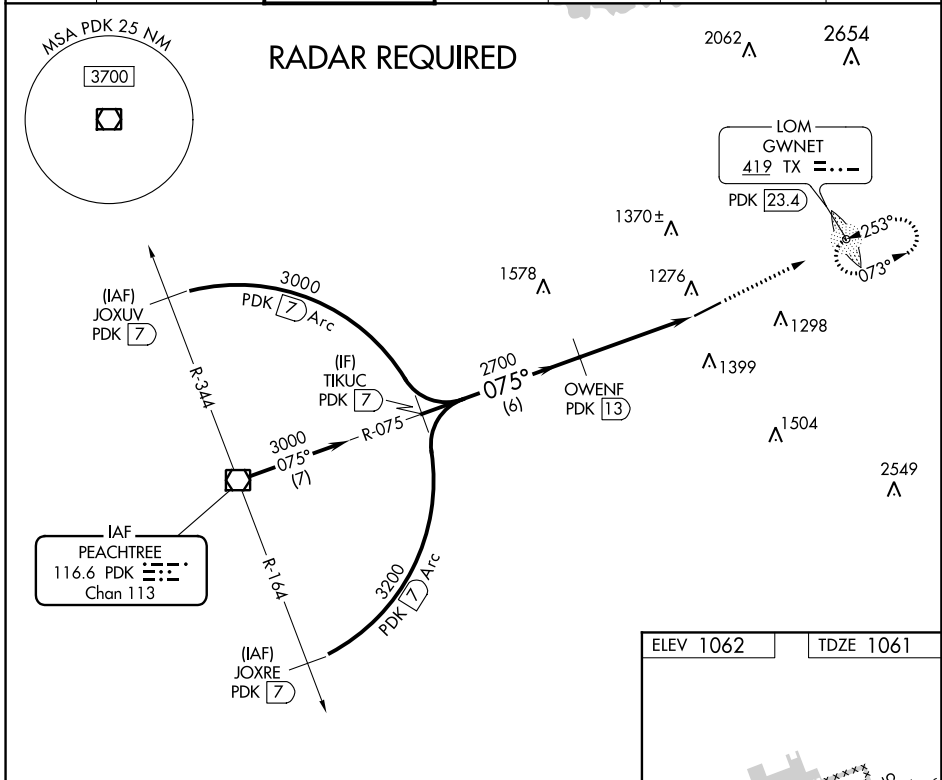 MSA PDK 25 NM
3700
RADAR REQUIRED
2062
2654
LOM
GWNET
419 TX
PDK 23.4
253°
073°
1370±
1578
1276
1298
1399
1504
2549
(IAF)
JOXUV
PDK 7
3000
PDK 7 Arc
R-344
(IF)
TIKUC
PDK 7
2700
075°
(6)
OWENF
PDK 13
R-075
3000
075°
(7)
IAF
PEACHTREE
116.6 PDK
Chan 113
R-164
3200
PDK 7 Arc
(IAF)
JOXRE
PDK 7
ELEV 1062
TDZE 1061